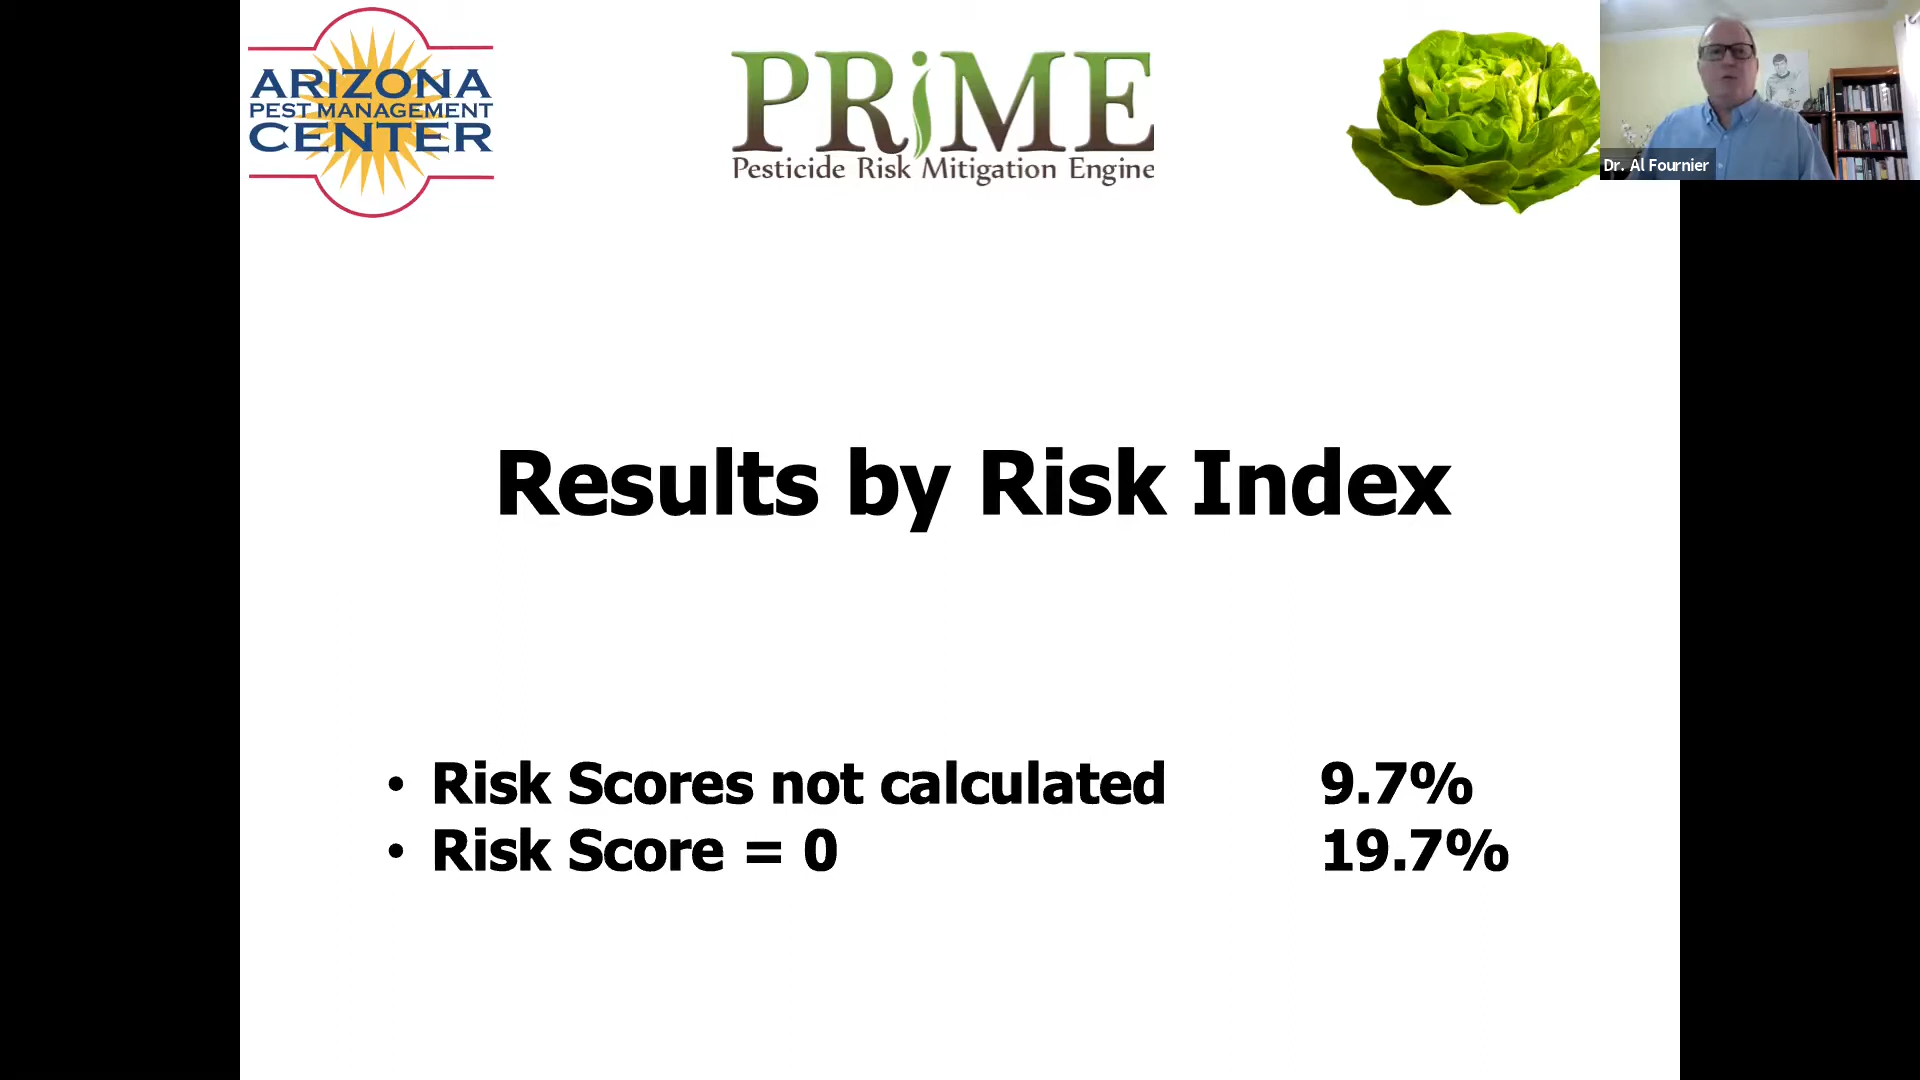 ARIZONA
PEST MANAGEMENT
CENTER
PRiME
Pesticide Risk Mitigation Engine
Dr. Al Fournier
Results by Risk Index
• Risk Scores not calculated 9.7%
• Risk Score = 0 19.7%